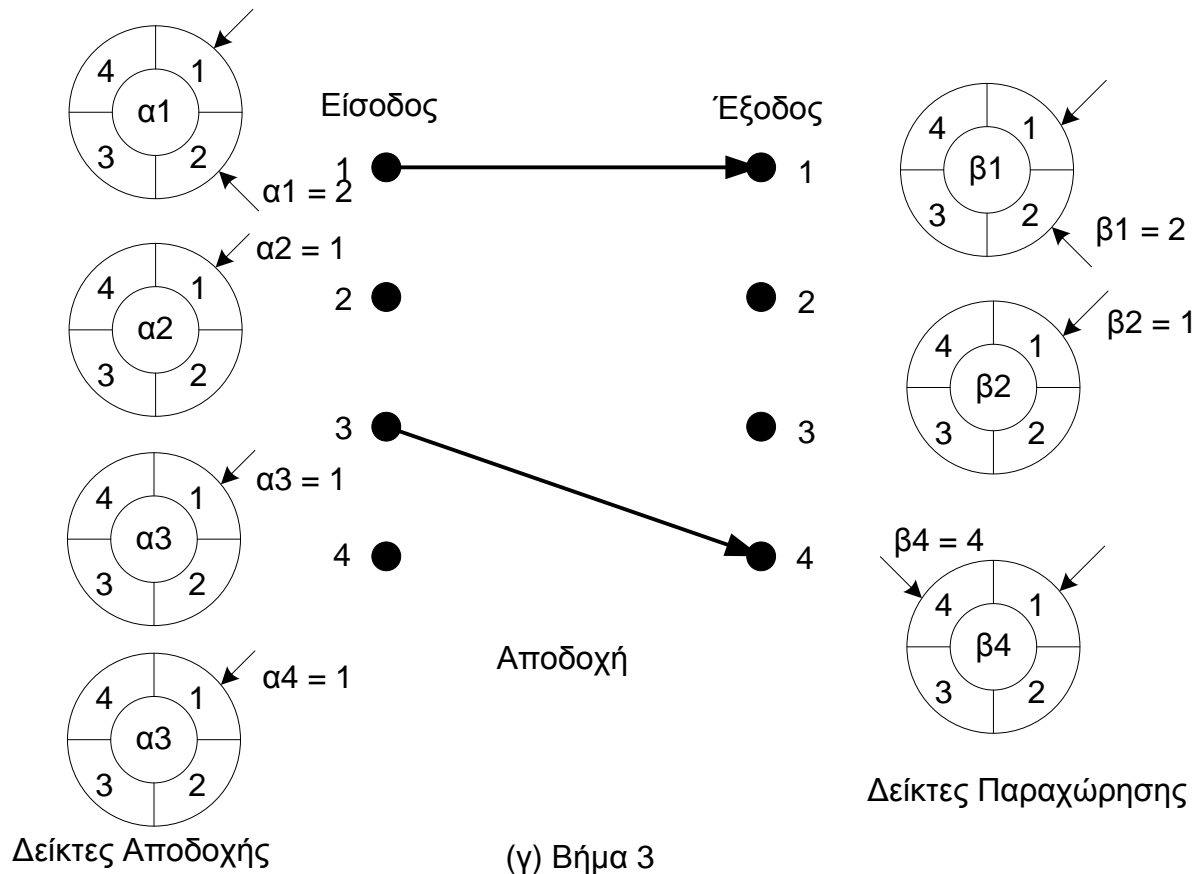 4 1
α1
3 2
α1 = 2
α2 = 1
4 1
α2
3 2
α3 = 1
4 1
α3
3 2
α4 = 1
4 1
α3
3 2
Δείκτες Αποδοχής
Είσοδος Έξοδος
1 1
2 2
3 3
4 4
Αποδοχή
(γ) Βήμα 3
4 1
β1
3 2
β1 = 2
β2 = 1
4 1
β2
3 2
β4 = 4
4 1
β4
3 2
Δείκτες Παραχώρησης